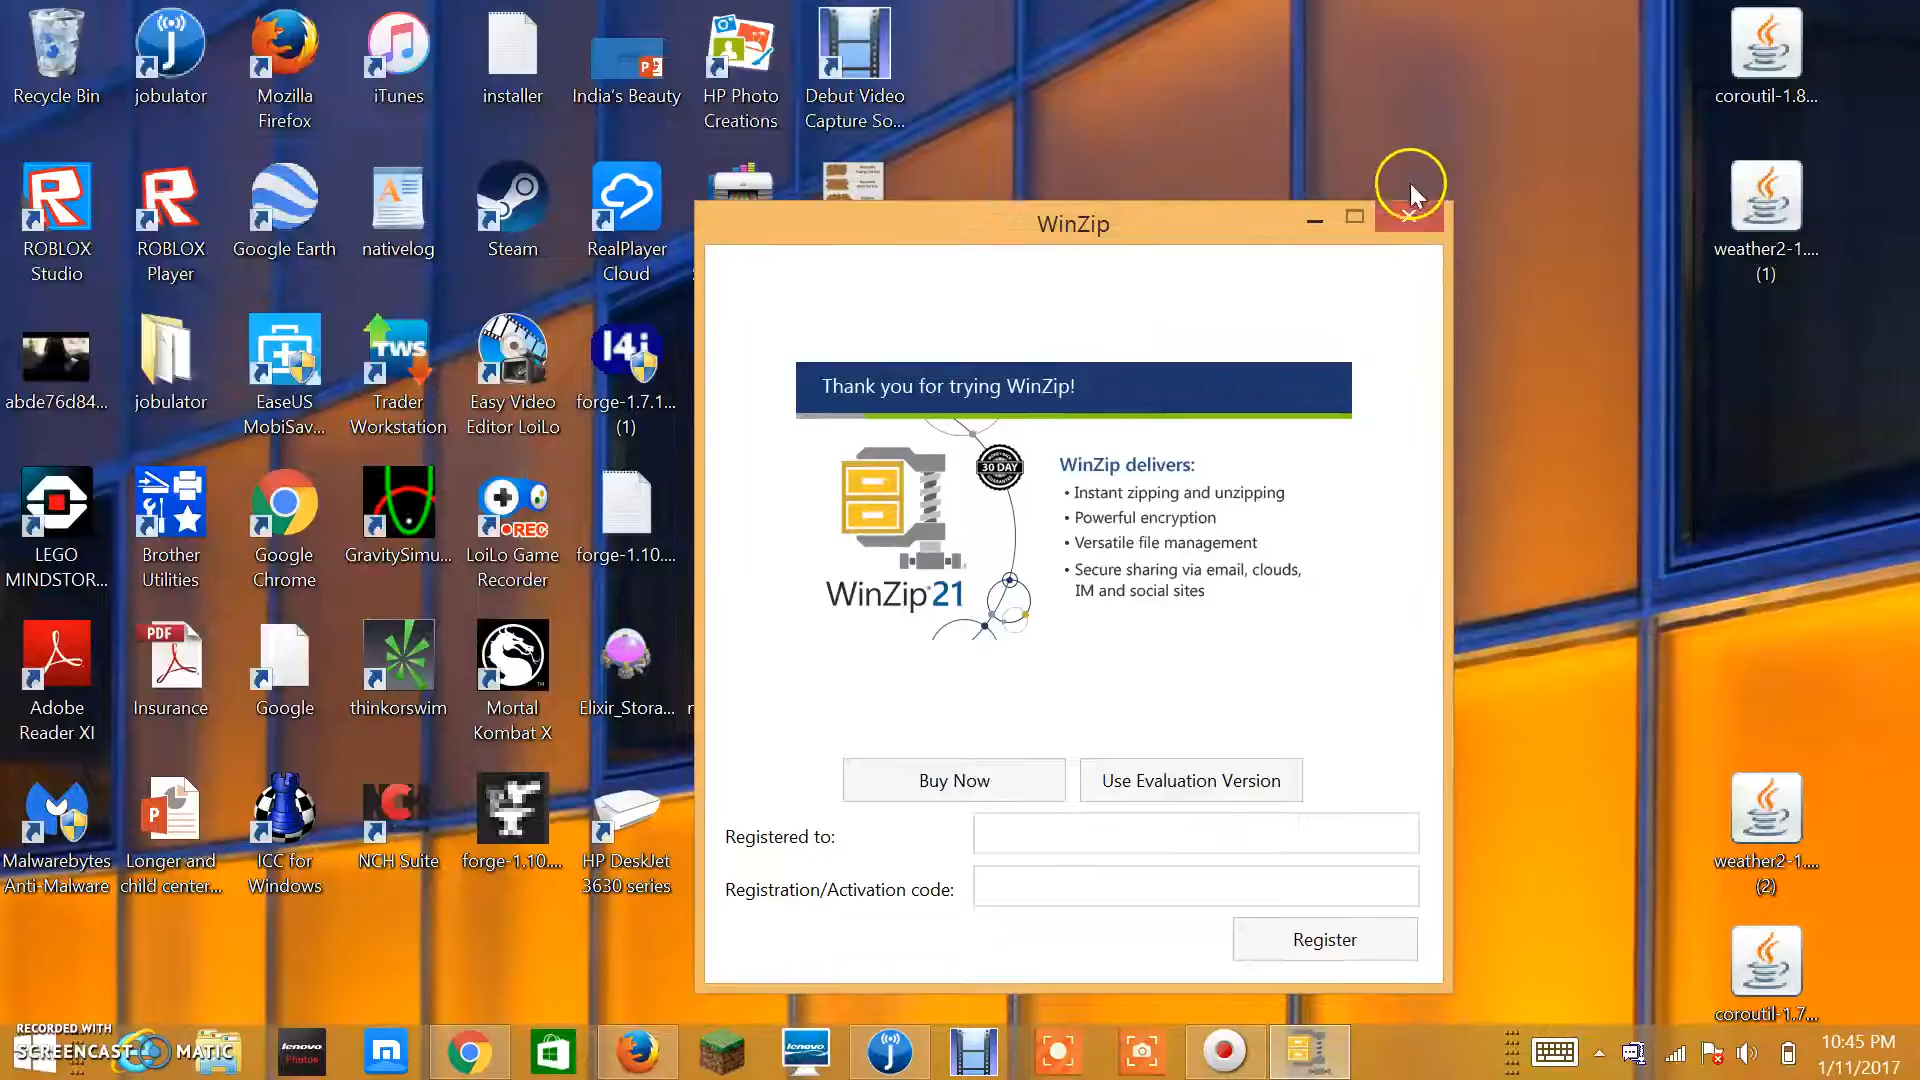 Recycle Bin
jobulator
Mozilla
Firefox
iTunes
installer
India's Beauty
HP Photo
Creations
Debut Video
Capture So...
coroutil-1.8...
ROBLOX
Studio
ROBLOX
Player
Google Earth
nativelog
Steam
RealPlayer
Cloud
weather2-1....
(1)
WinZip
Thank you for trying WinZip!
30 DAY
WinZip delivers:
• Instant zipping and unzipping
• Powerful encryption
• Versatile file management
• Secure sharing via email, clouds,
IM and social sites
WinZip 21
Buy Now
Use Evaluation Version
Registered to:
Registration/Activation code:
Register
abde76d84...
jobulator
EaseUS
MobiSav...
TWS
Trader
Workstation
Easy Video
Editor LoiLo
14j
forge-1.7.1...
(1)
LEGO
MINDSTOR...
Brother
Utilities
Google
Chrome
GravitySimu...
REC
LoiLo Game
Recorder
forge-1.10....
Adobe
Reader XI
PDF
Insurance
Google
thinkorswim
Mortal
Kombat X
Elixir_Stora...
Malwarebytes
Anti-Malware
Longer and
child center...
ICC for
Windows
NCH Suite
forge-1.10....
HP DeskJet
3630 series
weather2-1....
(2)
coroutil-1.7...
RECORDED WITH
SCREENCAST MATIC
lenovo
Photos
lenovo
10:45 PM
1/11/2017